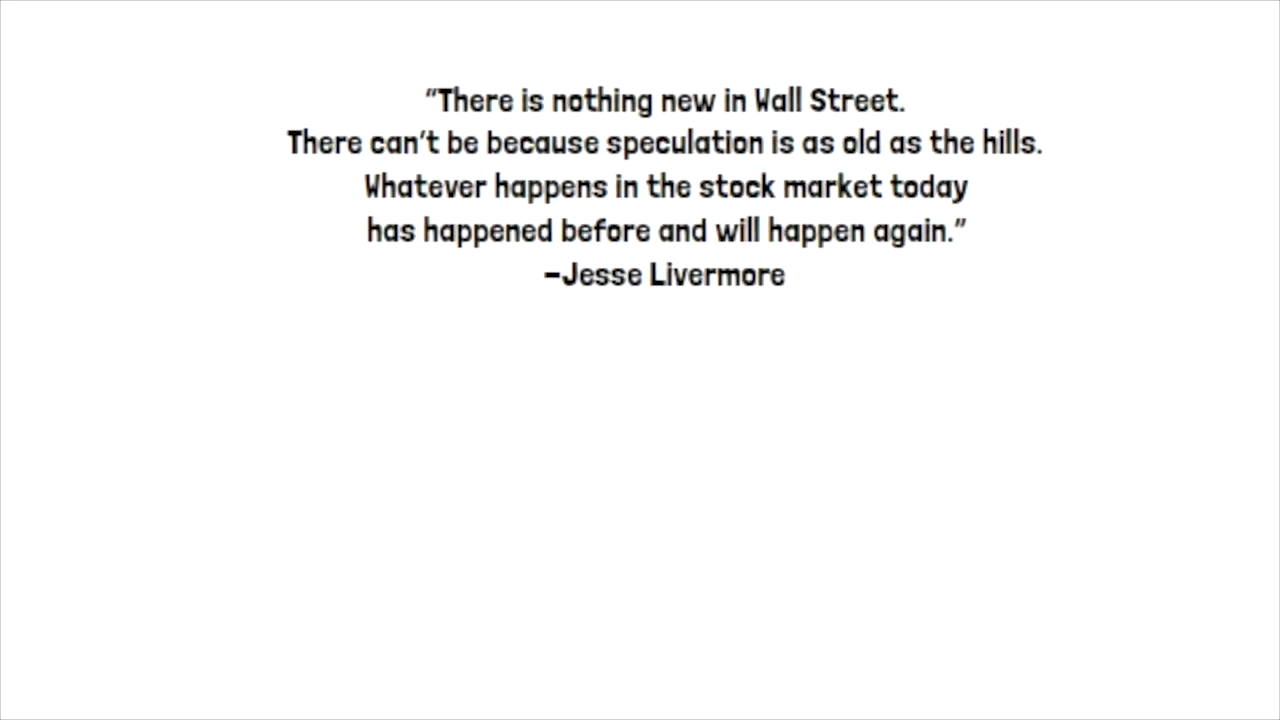 "There is nothing new in Wall Street.
There can't be because speculation is as old as the hills.
Whatever happens in the stock market today
has happened before and will happen again."
-Jesse Livermore